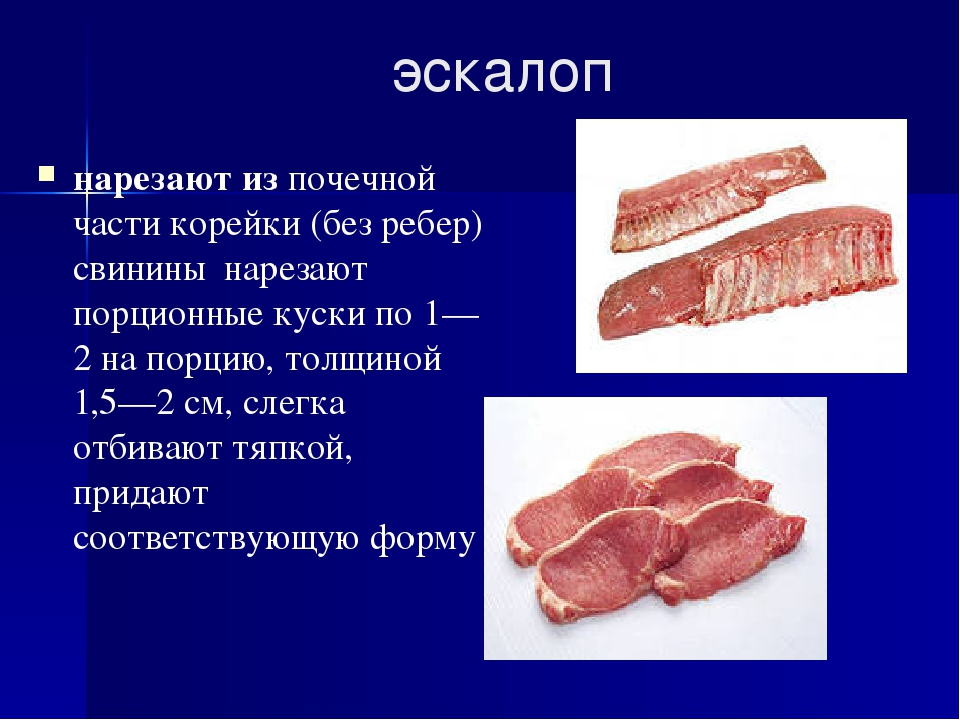 эскалоп
нарезают из почечной
части корейки (без ребер)
свинины нарезают
порционные куски по 1—
2 на порцию, толщиной
1,5—2 см, слегка
отбивают тяпкой,
придают
соответствующую форму